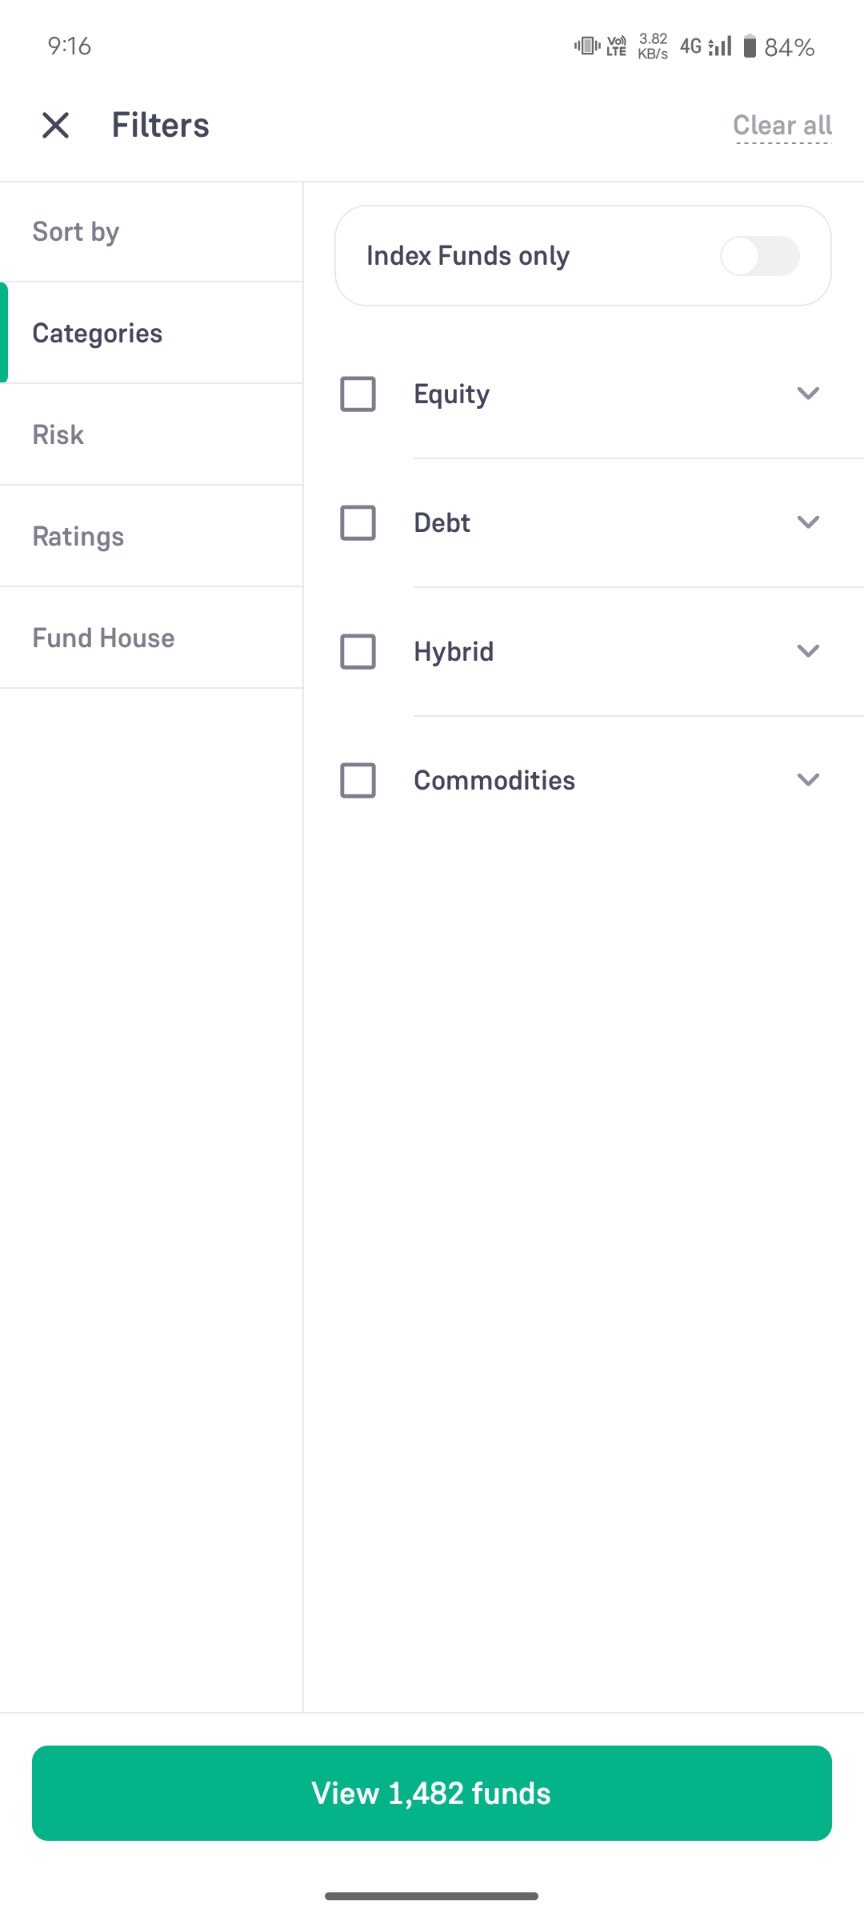 9:16
Vo) LTE 3.82 KB/s 4G 84%
Filters
Clear all
Sort by
Categories
Risk
Ratings
Fund House
Index Funds only
Equity
Debt
Hybrid
Commodities
View 1,482 funds